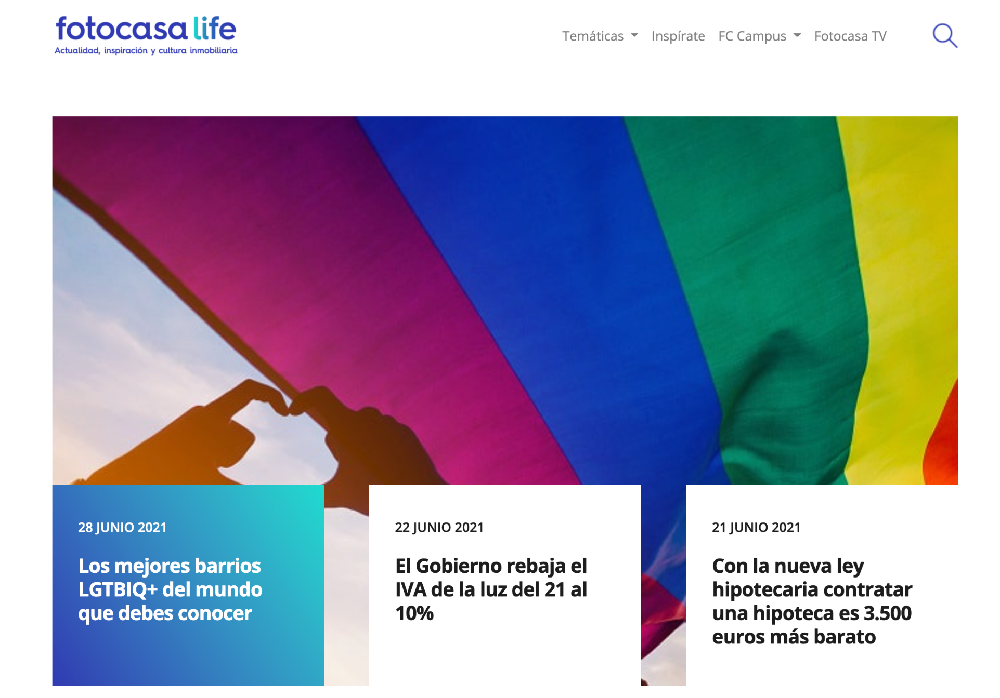 fotocasa life
Actualidad, inspiración y cultura inmobiliaria
Temáticas Inspírate FC Campus Fotocasa TV
28 JUNIO 2021
Los mejores barrios
LGTBIQ+ del mundo
que debes conocer
22 JUNIO 2021
El Gobierno rebaja el
IVA de la luz del 21 al
10%
21 JUNIO 2021
Con la nueva ley
hipotecaria contratar
una hipoteca es 3.500
euros más barato